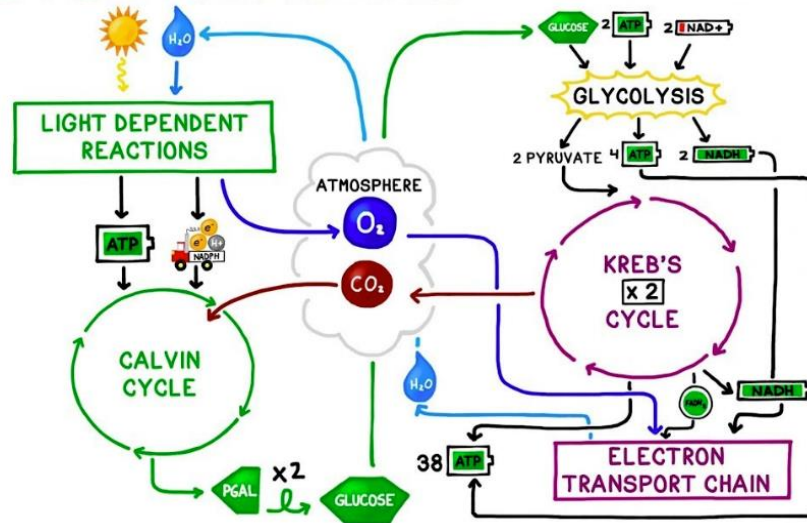 H₂O
LIGHT DEPENDENT
REACTIONS
ATP
e⁻
e⁻
H+
NADPH
CALVIN
CYCLE
PGAL
x2
GLUCOSE
ATMOSPHERE
O₂
CO₂
H₂O
GLUCOSE
2 ATP
2 NAD+
GLYCOLYSIS
2 PYRUVATE
4 ATP
2 NADH
KREB'S
x 2
CYCLE
FADH₂
NADH
38 ATP
ELECTRON
TRANSPORT CHAIN